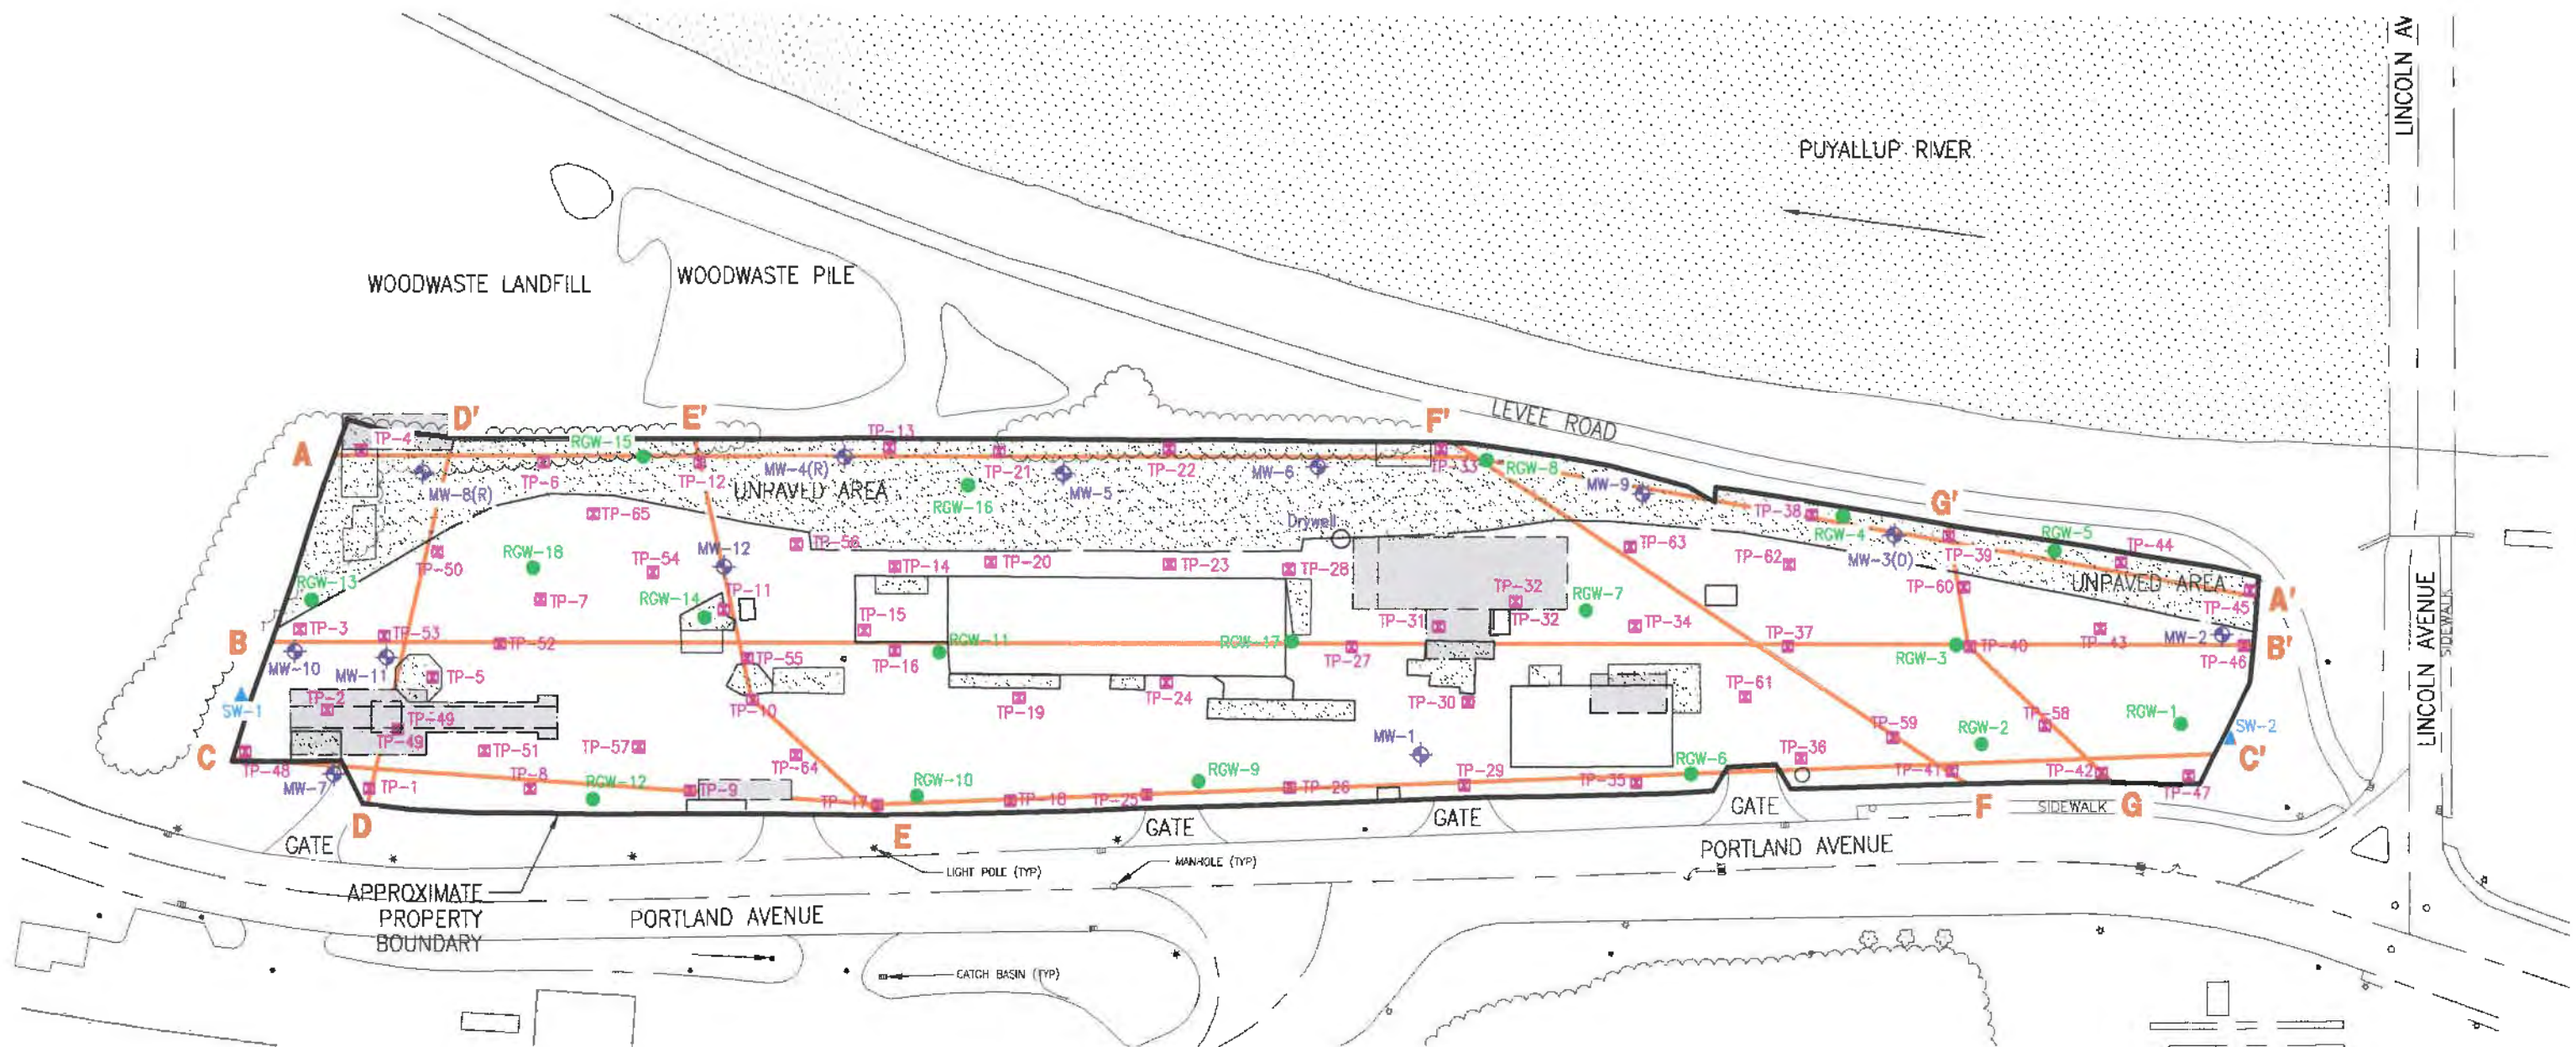 LINCOLN AV
PUYALLUP RIVER
WOODWASTE LANDFILL
WOODWASTE PILE
LEVEE ROAD
D'
E'
F'
G'
A
A'
B
B'
C
C'
D
E
F
G
TP-4
RGW-15
TP-13
MW-8(R)
TP-6
TP-12
MW-4(R)
UNPAVED AREA
TP-21
MW-5
TP-22
MW-6
TP-33
RGW-8
MW-9
RGW-16
TP-65
Drywell
TP-38
RGW-4
MW-3(D)
TP-39
RGW-5
TP-44
UNPAVED AREA
TP-45
TP-50
RGW-18
TP-54
MW-12
TP-56
TP-14
TP-20
TP-23
TP-28
TP-63
TP-62
TP-60
RGW-13
TP-7
RGW-14
TP-11
TP-15
TP-32
TP-32
TP-31
RGW-7
TP-34
TP-3
TP-53
TP-52
RGW-11
RGW-17
TP-27
TP-37
RGW-3
TP-40
TP-43
MW-2
TP-46
MW-10
MW-11
TP-5
TP-55
TP-16
TP-24
TP-19
TP-30
TP-61
SW-1
TP-2
TP-49
TP-49
TP-10
TP-51
TP-57
TP-64
MW-1
TP-59
RGW-2
TP-58
RGW-1
SW-2
TP-48
MW-7
TP-1
TP-8
RGW-12
TP-9
TP-17
RGW-10
TP-18
TP-25
RGW-9
TP-26
TP-29
TP-35
RGW-6
TP-36
TP-41
TP-42
TP-47
GATE
GATE
GATE
GATE
SIDEWALK
LINCOLN AVENUE
SIDEWALK
PORTLAND AVENUE
LIGHT POLE (TYP)
MANHOLE (TYP)
APPROXIMATE
PROPERTY
BOUNDARY
PORTLAND AVENUE
CATCH BASIN (TYP)